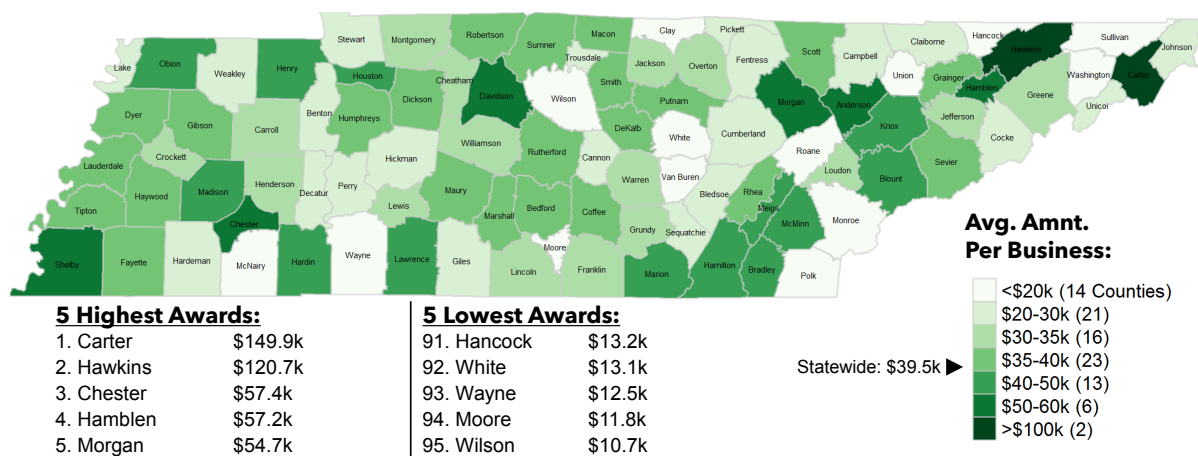 Stewart
Montgomery
Robertson
Sumner
Macon
Clay
Pickett
Scott
Campbell
Claiborne
Hancock
Hawkins
Sullivan
Johnson
Lake
Obion
Weakley
Henry
Houston
Cheatham
Trousdale
Jackson
Overton
Fentress
Union
Grainger
Hamblen
Washington
Carter
Unicoi
Dyer
Gibson
Carroll
Benton
Humphreys
Dickson
Davidson
Wilson
Smith
Putnam
Morgan
Anderson
Knox
Jefferson
Greene
Cocke
Lauderdale
Crockett
Hickman
Williamson
Rutherford
Cannon
DeKalb
White
Cumberland
Roane
Loudon
Blount
Sevier
Tipton
Haywood
Madison
Henderson
Decatur
Perry
Lewis
Maury
Marshall
Bedford
Coffee
Warren
Van Buren
Bledsoe
Rhea
Meigs
McMinn
Monroe
Shelby
Fayette
Hardeman
Chester
McNairy
Hardin
Wayne
Lawrence
Giles
Lincoln
Moore
Franklin
Grundy
Sequatchie
Marion
Hamilton
Bradley
Polk
Avg. Amnt.
Per Business:
<$20k (14 Counties)
$20-30k (21)
$30-35k (16)
$35-40k (23)
$40-50k (13)
$50-60k (6)
>$100k (2)
Statewide: $39.5k
5 Highest Awards:
1. Carter $149.9k
2. Hawkins $120.7k
3. Chester $57.4k
4. Hamblen $57.2k
5. Morgan $54.7k
5 Lowest Awards:
91. Hancock $13.2k
92. White $13.1k
93. Wayne $12.5k
94. Moore $11.8k
95. Wilson $10.7k